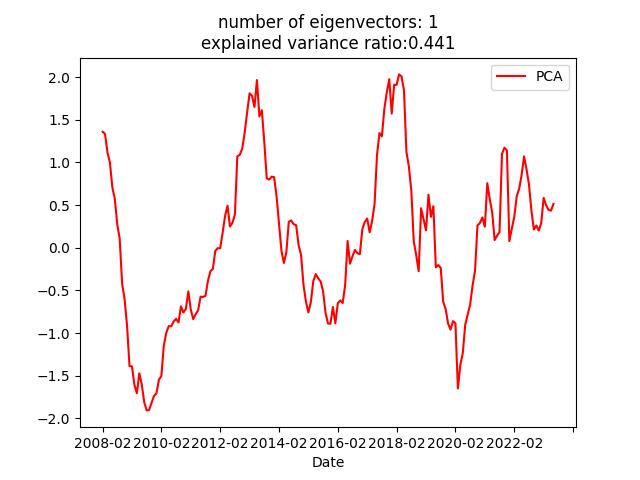 number of eigenvectors: 1
explained variance ratio:0.441
PCA
2.0
1.5
1.0
0.5
0.0
−0.5
−1.0
−1.5
−2.0
2008-02 2010-02 2012-02 2014-02 2016-02 2018-02 2020-02 2022-02
Date